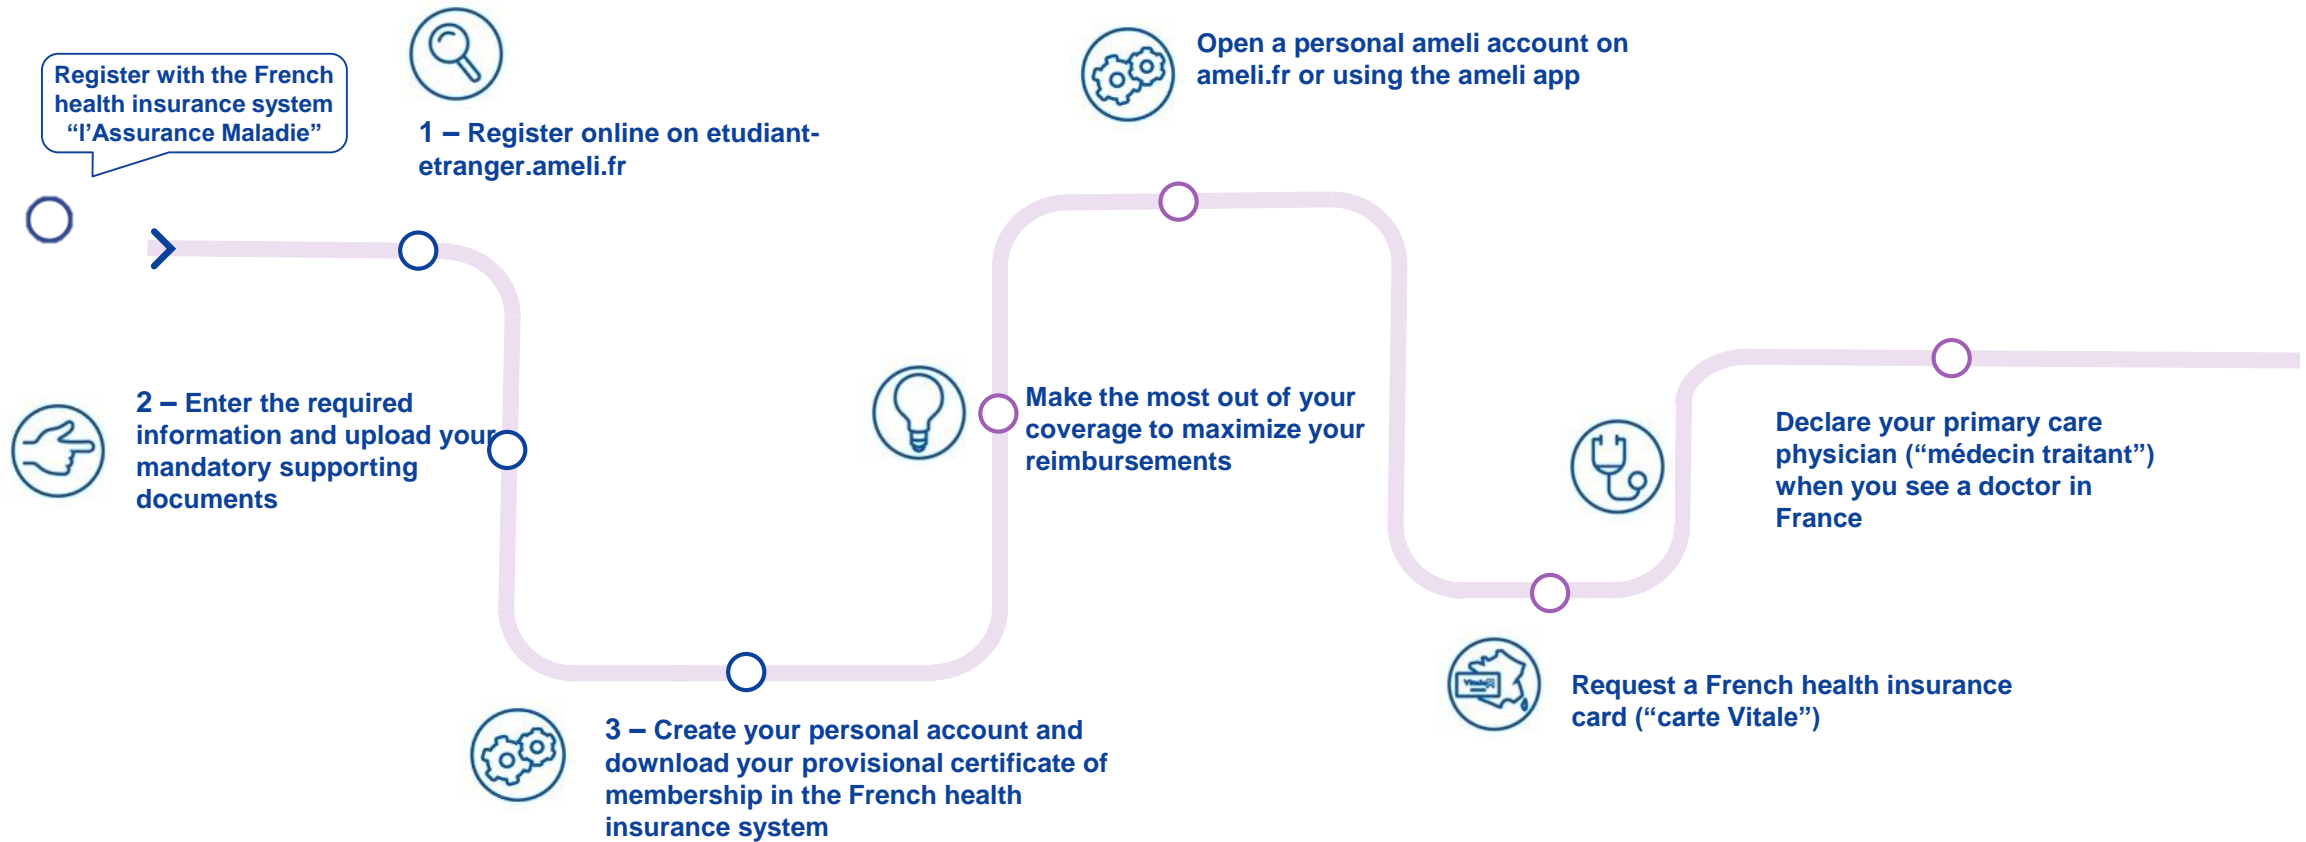 Register with the French
health insurance system
“l’Assurance Maladie”
1 – Register online on etudiant-
etranger.ameli.fr
2 – Enter the required
information and upload your
mandatory supporting
documents
3 – Create your personal account and
download your provisional certificate of
membership in the French health
insurance system
Make the most out of your
coverage to maximize your
reimbursements
Open a personal ameli account on
ameli.fr or using the ameli app
Vitale
Request a French health insurance
card (“carte Vitale”)
Declare your primary care
physician (“médecin traitant”)
when you see a doctor in
France